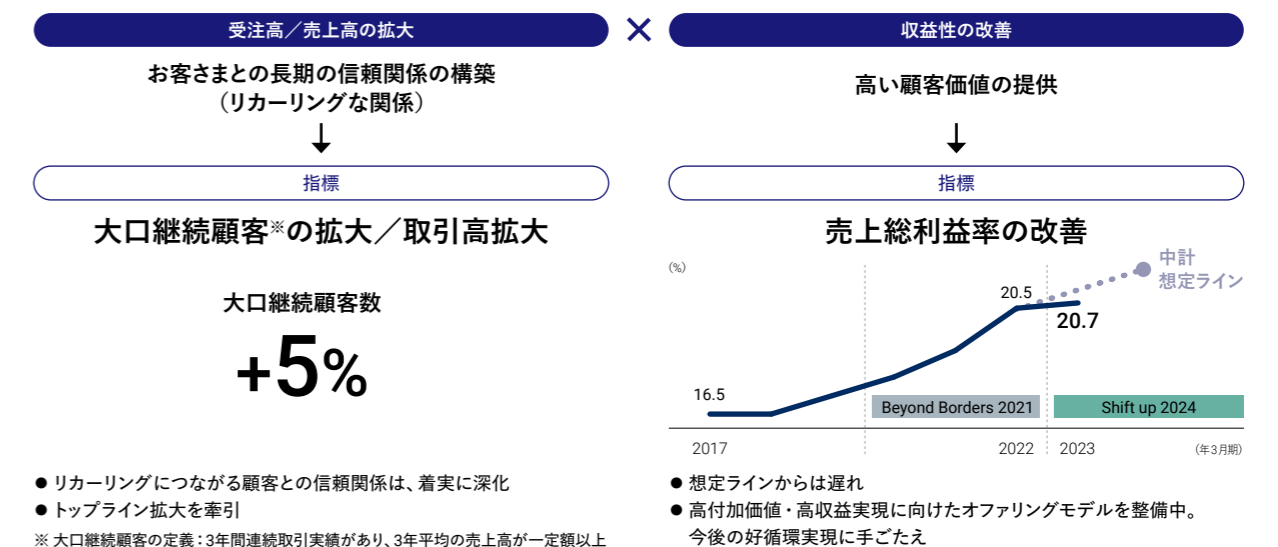 受注高／売上高の拡大
お客さまとの長期の信頼関係の構築
（リカーリングな関係）
指標
大口継続顧客※の拡大／取引高拡大
大口継続顧客数
+5%
● リカーリングにつながる顧客との信頼関係は、着実に深化
● トップライン拡大を牽引
※ 大口継続顧客の定義：3年間連続取引実績があり、3年平均の売上高が一定額以上
×
収益性の改善
高い顧客価値の提供
指標
売上総利益率の改善
(%)
中計
想定ライン
20.5
20.7
16.5
Beyond Borders 2021
Shift up 2024
2017
2022
2023
(年3月期)
● 想定ラインからは遅れ
● 高付加価値・高収益実現に向けたオファリングモデルを整備中。
今後の好循環実現に手ごたえ